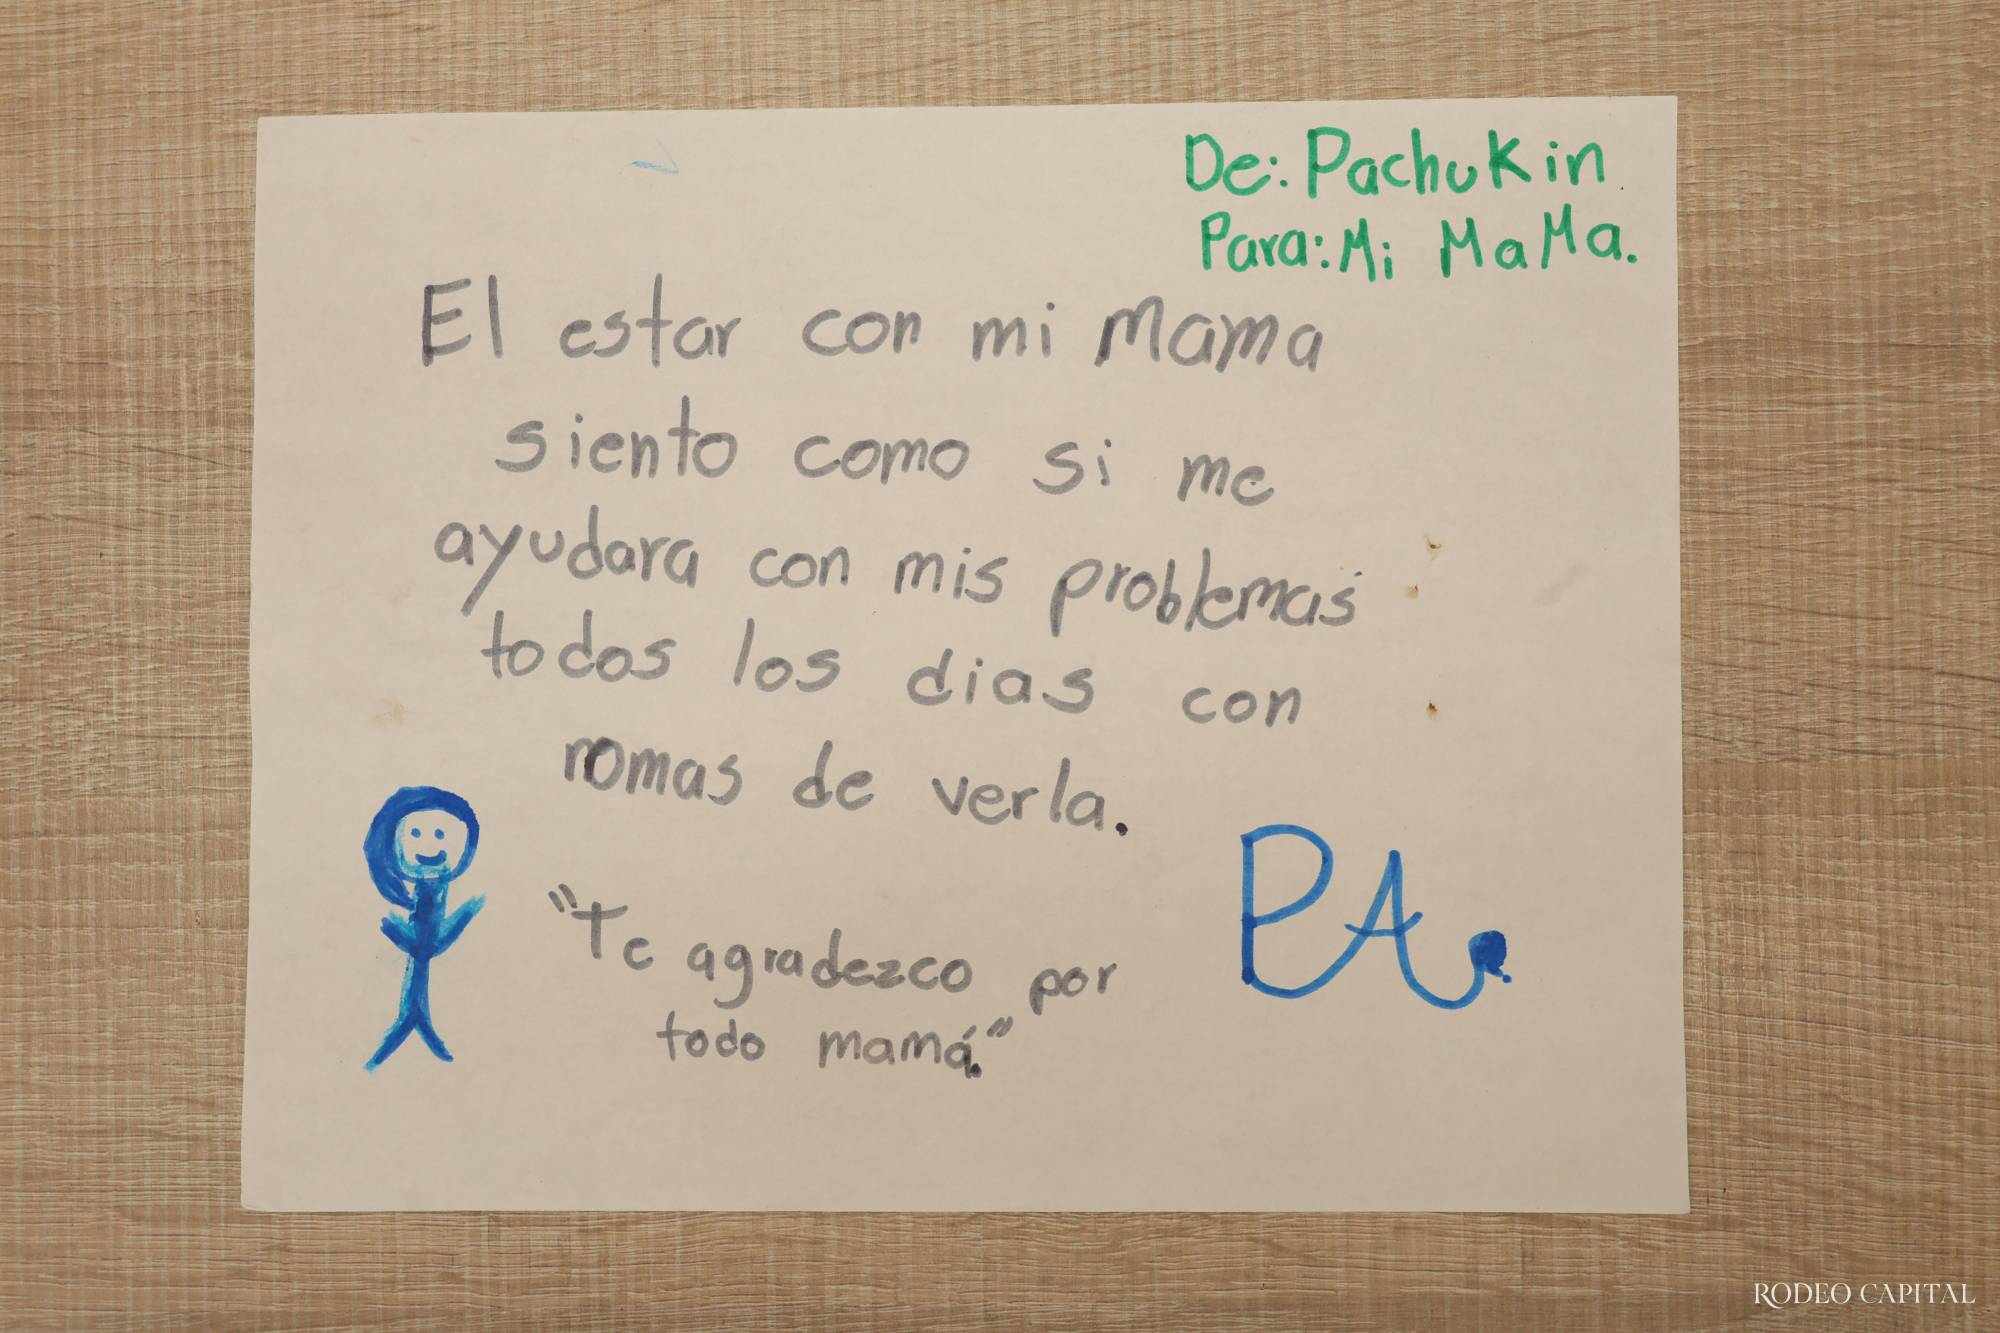 De: Pachukin
Para: Mi MaMa.
El estar con mi Mama
siento como si me
ayudara con mis problemas
todos los dias con
nomas de verla.
"Te agradezco por
todo mamá."
PA.
RODEO CAPITAL